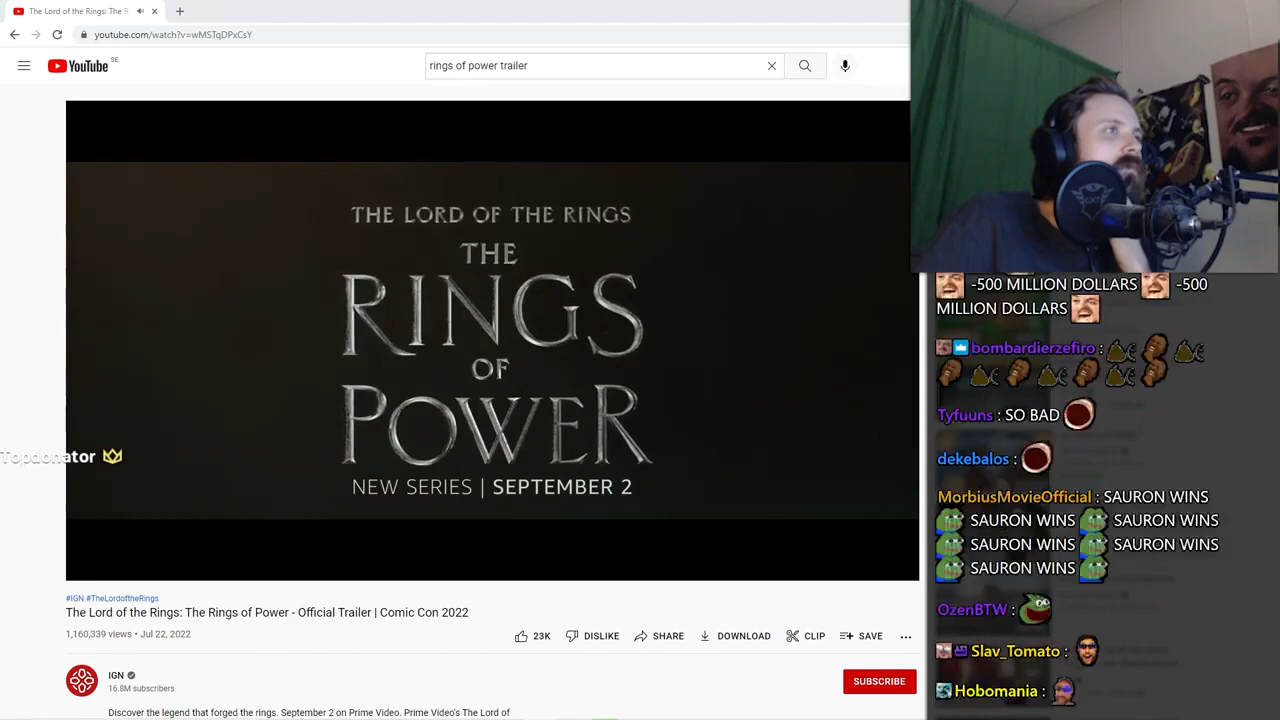 The Lord of the Rings: The R
youtube.com/watch?v=wMSTqDPxCsY
YouTube SE
rings of power trailer
THE LORD OF THE RINGS
THE
RINGS
OF
POWER
NEW SERIES | SEPTEMBER 2
Topdonator
#IGN #TheLordoftheRings
The Lord of the Rings: The Rings of Power - Official Trailer | Comic Con 2022
1,160,339 views • Jul 22, 2022
23K DISLIKE SHARE DOWNLOAD CLIP SAVE
IGN
16.8M subscribers
SUBSCRIBE
Discover the legend that forged the rings. September 2 on Prime Video. Prime Video's The Lord of
-500 MILLION DOLLARS -500
MILLION DOLLARS
bombardierzefiro :
Tyfuuns : SO BAD
dekebalos :
MorbiusMovieOfficial : SAURON WINS
SAURON WINS SAURON WINS
SAURON WINS SAURON WINS
SAURON WINS
OzenBTW :
Slav_Tomato :
Hobomania :